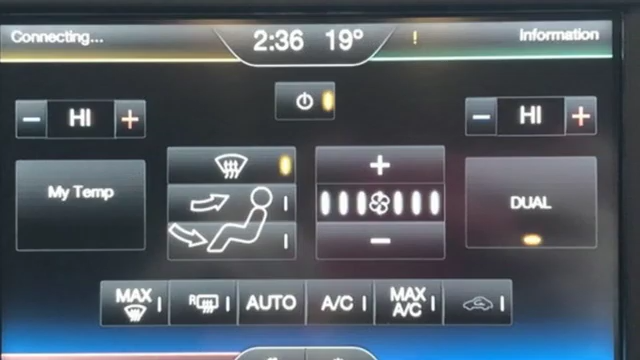 Connecting...
2:36 19°
!
Information
− HI +
− HI +
My Temp
+
−
DUAL
MAX
R
AUTO
A/C
MAX
A/C